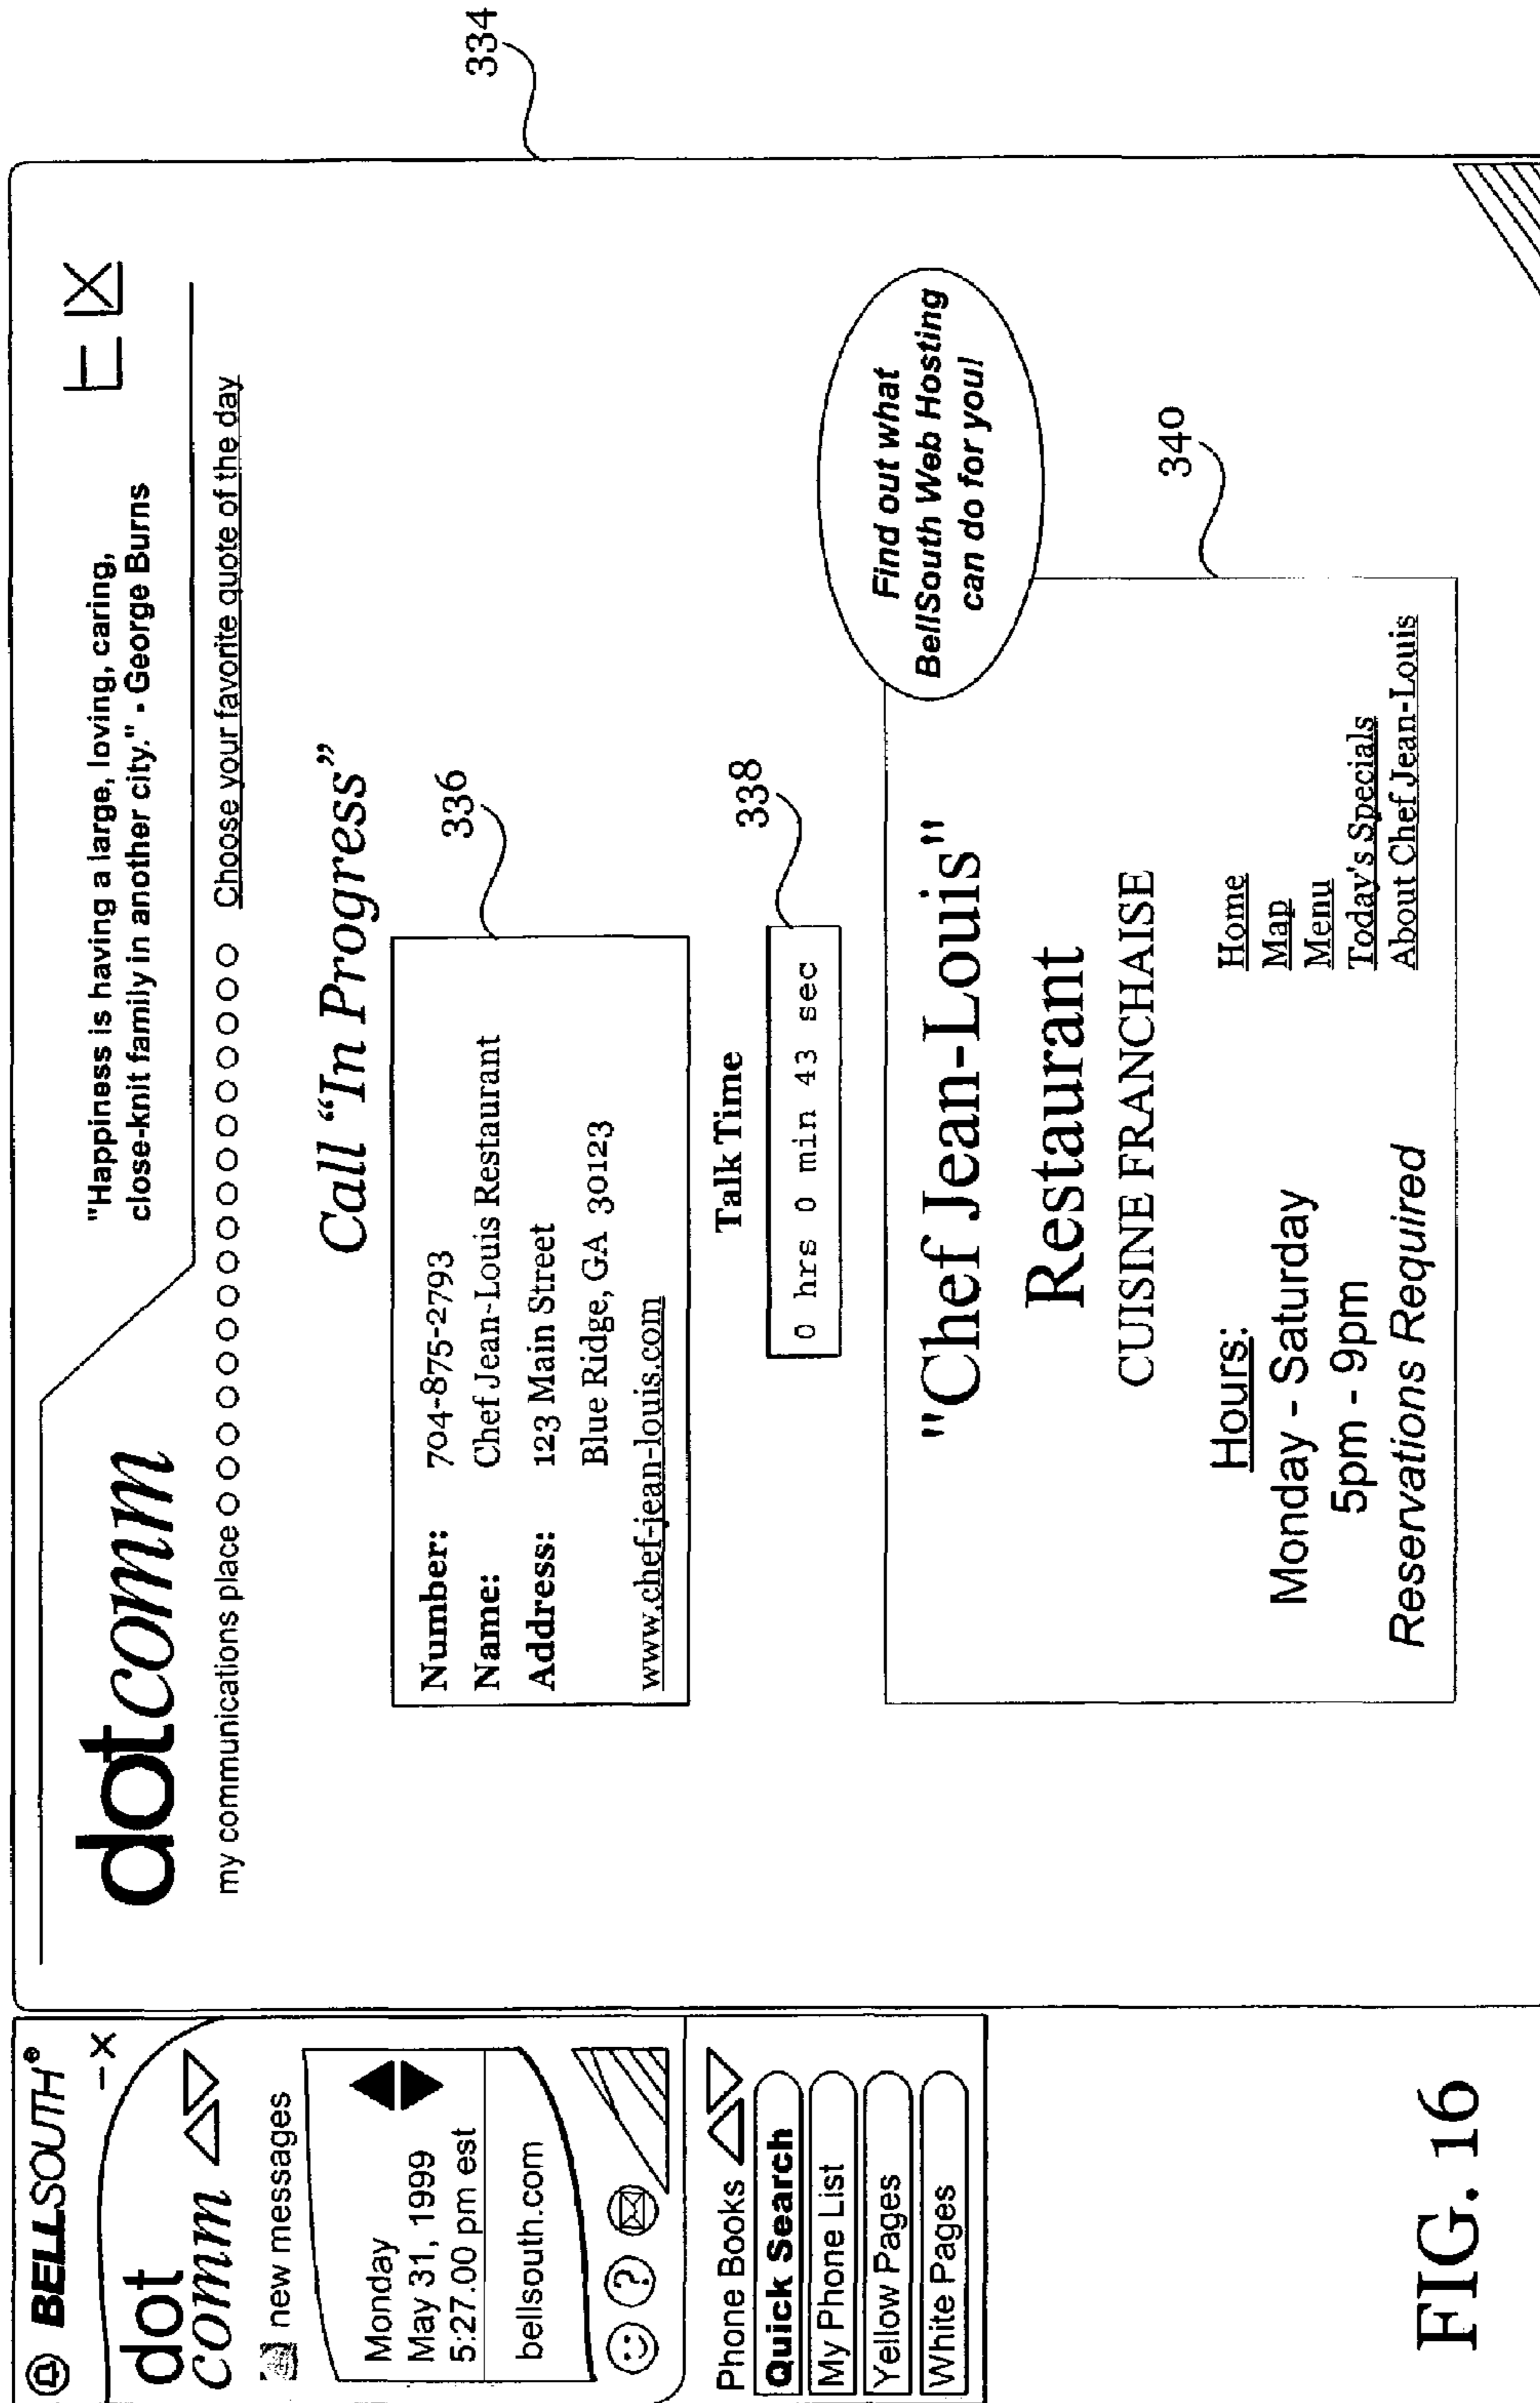 BELLSOUTH®
– X
dot
comm
new messages
Monday
May 31, 1999
5:27.00 pm est
bellsouth.com
?
Phone Books
Quick Search
My Phone List
Yellow Pages
White Pages
dotcomm
"Happiness is having a large, loving, caring,
close-knit family in another city." - George Burns
my communications place
Choose your favorite quote of the day
Call “In Progress”
336
Number: 704-875-2793
Name: Chef Jean-Louis Restaurant
Address: 123 Main Street
Blue Ridge, GA 30123
www.chef-jean-louis.com
Talk Time
338
0 hrs 0 min 43 sec
Find out what
BellSouth Web Hosting
can do for you!
"Chef Jean-Louis"
Restaurant
CUISINE FRANCHAISE
Hours:
Monday - Saturday
5pm - 9pm
Reservations Required
Home
Map
Menu
Today's Specials
About Chef Jean-Louis
340
334
FIG. 16